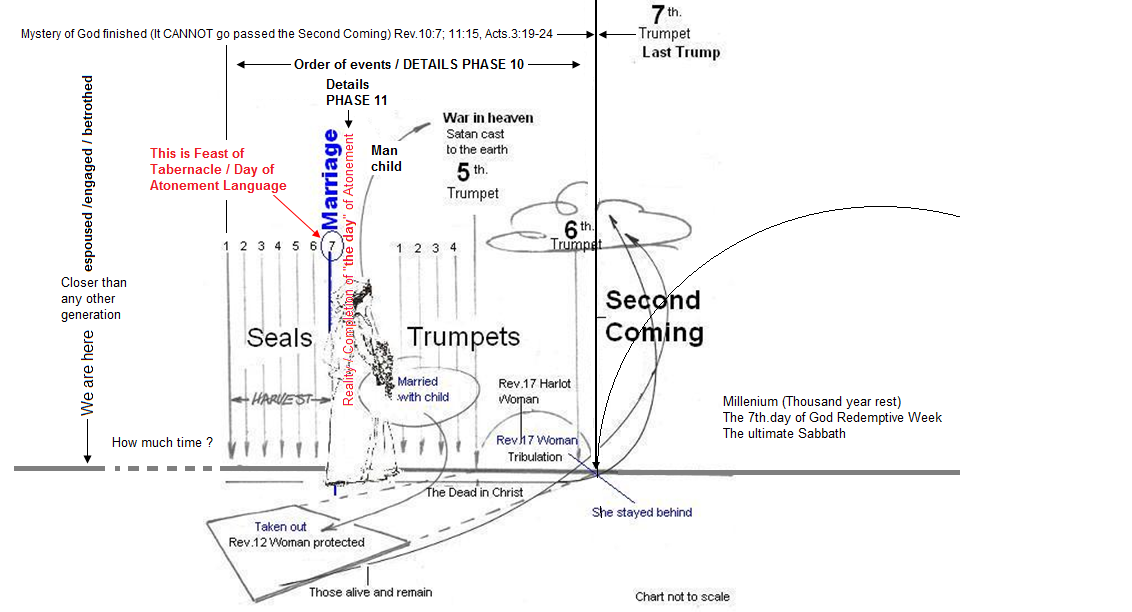 7th.
Trumpet
Last Trump
Mystery of God finished (It CANNOT go passed the Second Coming) Rev.10:7; 11:15, Acts.3:19-24
Order of events / DETAILS PHASE 10
Details
PHASE 11
War in heaven
Satan cast
to the earth
5th.
Trumpet
Man
child
This is Feast of
Tabernacle / Day of
Atonement Language
Marriage
Reality / Completion of "the day" of Atonement
espoused /engaged / betrothed
Closer than
any other
generation
We are here
How much time ?
1 2 3 4 5 6 7
1 2 3 4
6th.
Trumpet
Second
Coming
Seals
Trumpets
HARVEST
Married
with child
Rev.17 Harlot
Woman
Rev.17 Woman
Tribulation
Millenium (Thousand year rest)
The 7th.day of God Redemptive Week
The ultimate Sabbath
The Dead in Christ
She stayed behind
Taken out
Rev.12 Woman protected
Those alive and remain
Chart not to scale